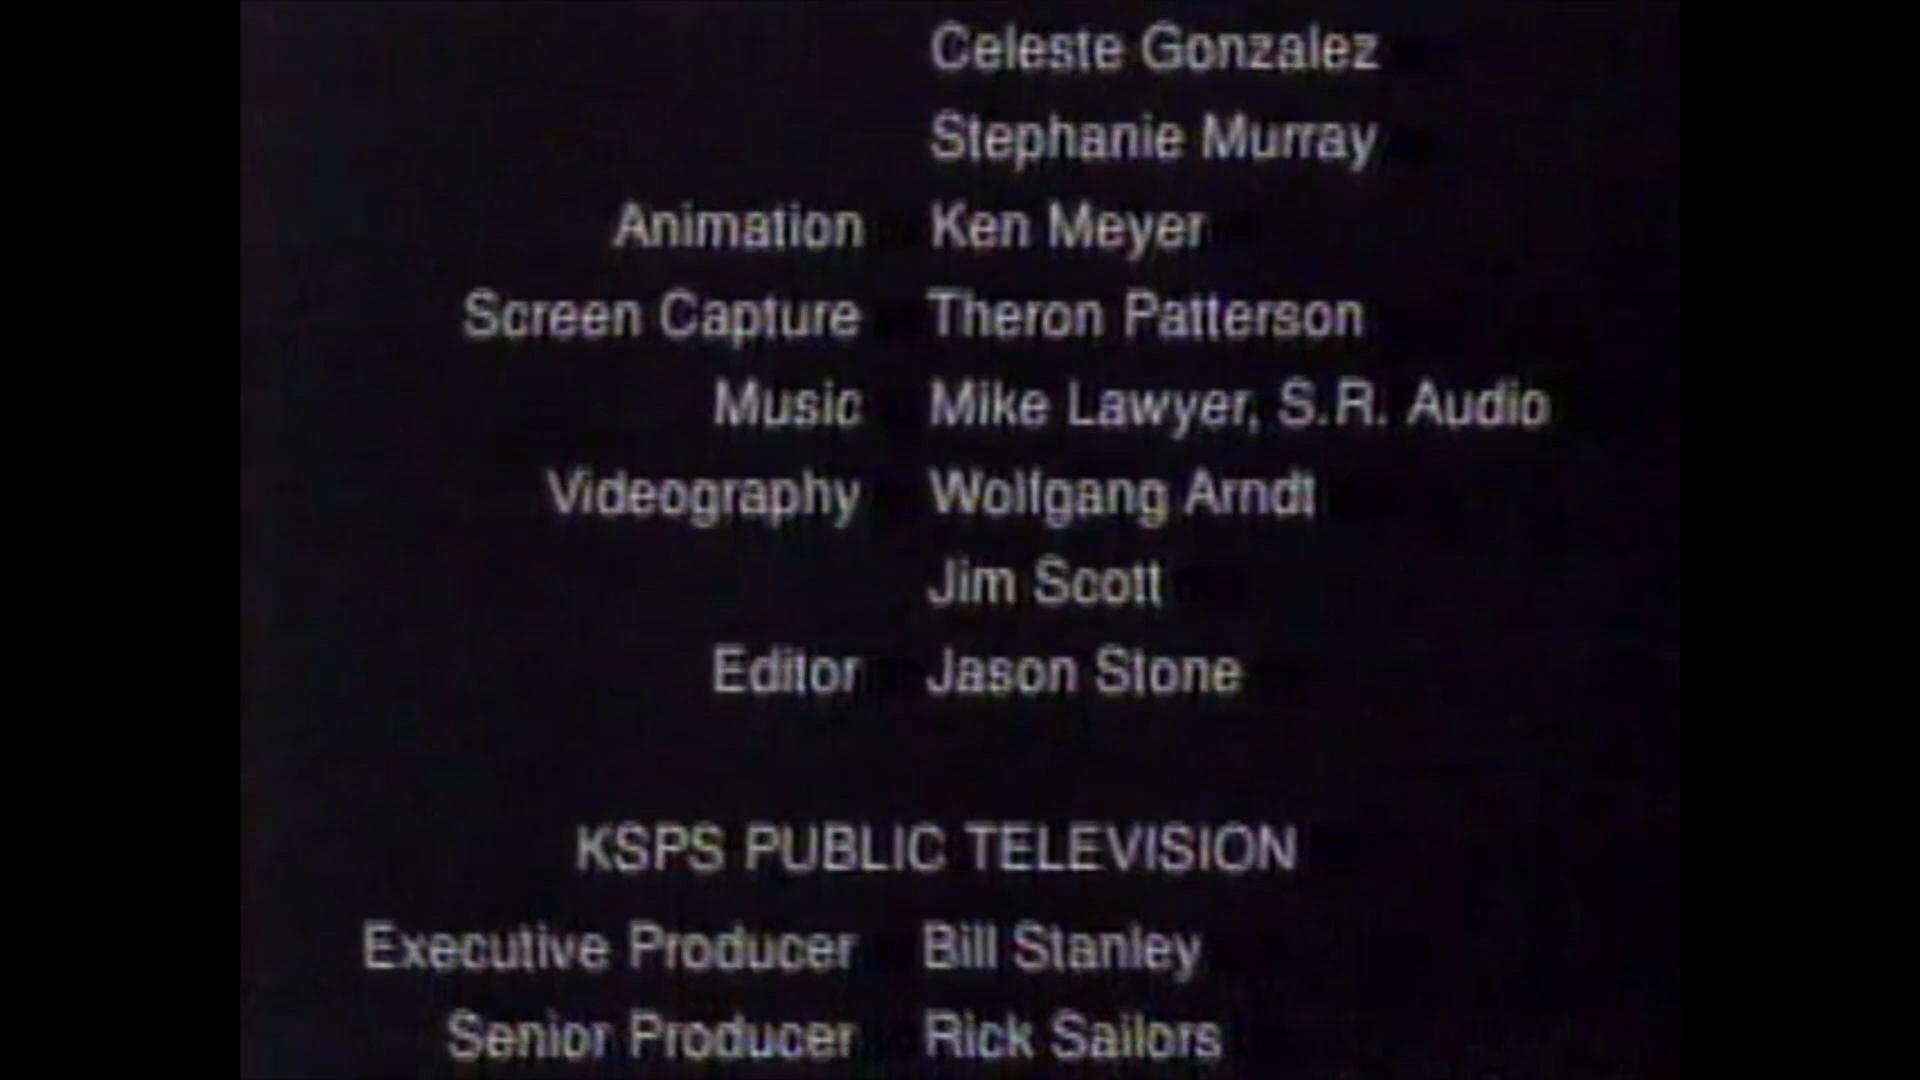 Celeste Gonzalez
Stephanie Murray
Animation Ken Meyer
Screen Capture Theron Patterson
Music Mike Lawyer, S.R. Audio
Videography Wolfgang Arndt
Jim Scott
Editor Jason Stone
KSPS PUBLIC TELEVISION
Executive Producer Bill Stanley
Senior Producer Rick Sailors